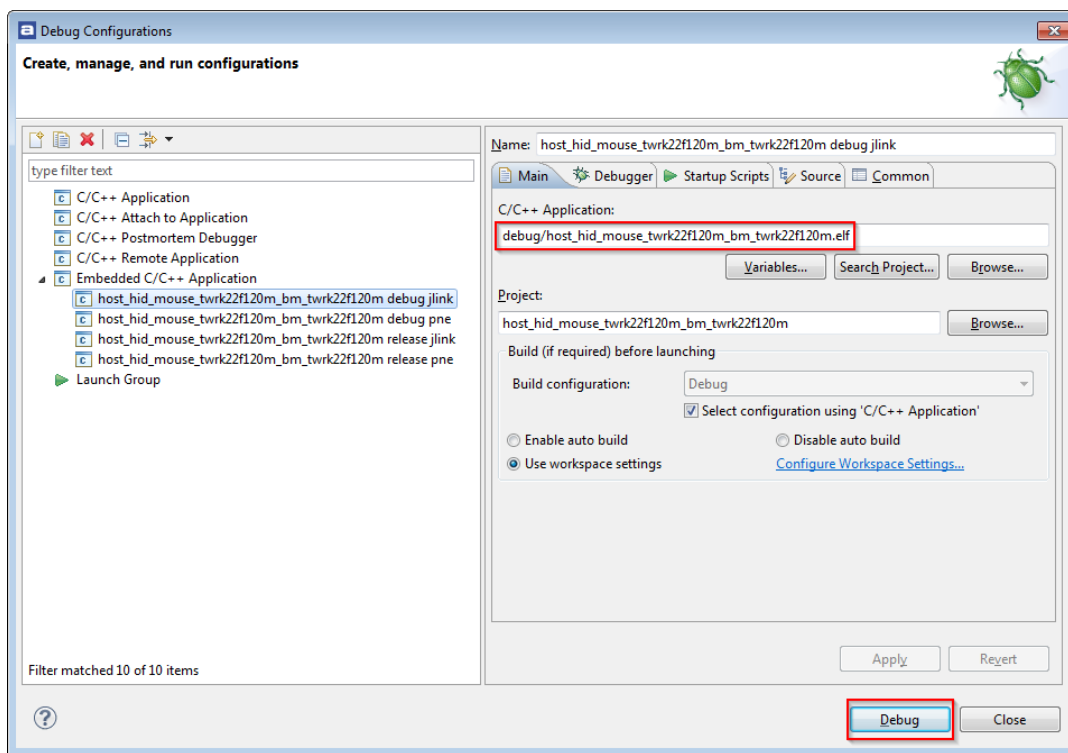 a Debug Configurations
Create, manage, and run configurations
type filter text
c C/C++ Application
c C/C++ Attach to Application
c C/C++ Postmortem Debugger
c C/C++ Remote Application
c Embedded C/C++ Application
c host_hid_mouse_twrk22f120m_bm_twrk22f120m debug jlink
c host_hid_mouse_twrk22f120m_bm_twrk22f120m debug pne
c host_hid_mouse_twrk22f120m_bm_twrk22f120m release jlink
c host_hid_mouse_twrk22f120m_bm_twrk22f120m release pne
Launch Group
Filter matched 10 of 10 items
Name: host_hid_mouse_twrk22f120m_bm_twrk22f120m debug jlink
Main Debugger Startup Scripts Source Common
C/C++ Application:
debug/host_hid_mouse_twrk22f120m_bm_twrk22f120m.elf
Variables... Search Project... Browse...
Project:
host_hid_mouse_twrk22f120m_bm_twrk22f120m Browse...
Build (if required) before launching
Build configuration: Debug
Select configuration using 'C/C++ Application'
Enable auto build Disable auto build
Use workspace settings Configure Workspace Settings...
Apply Revert
? Debug Close